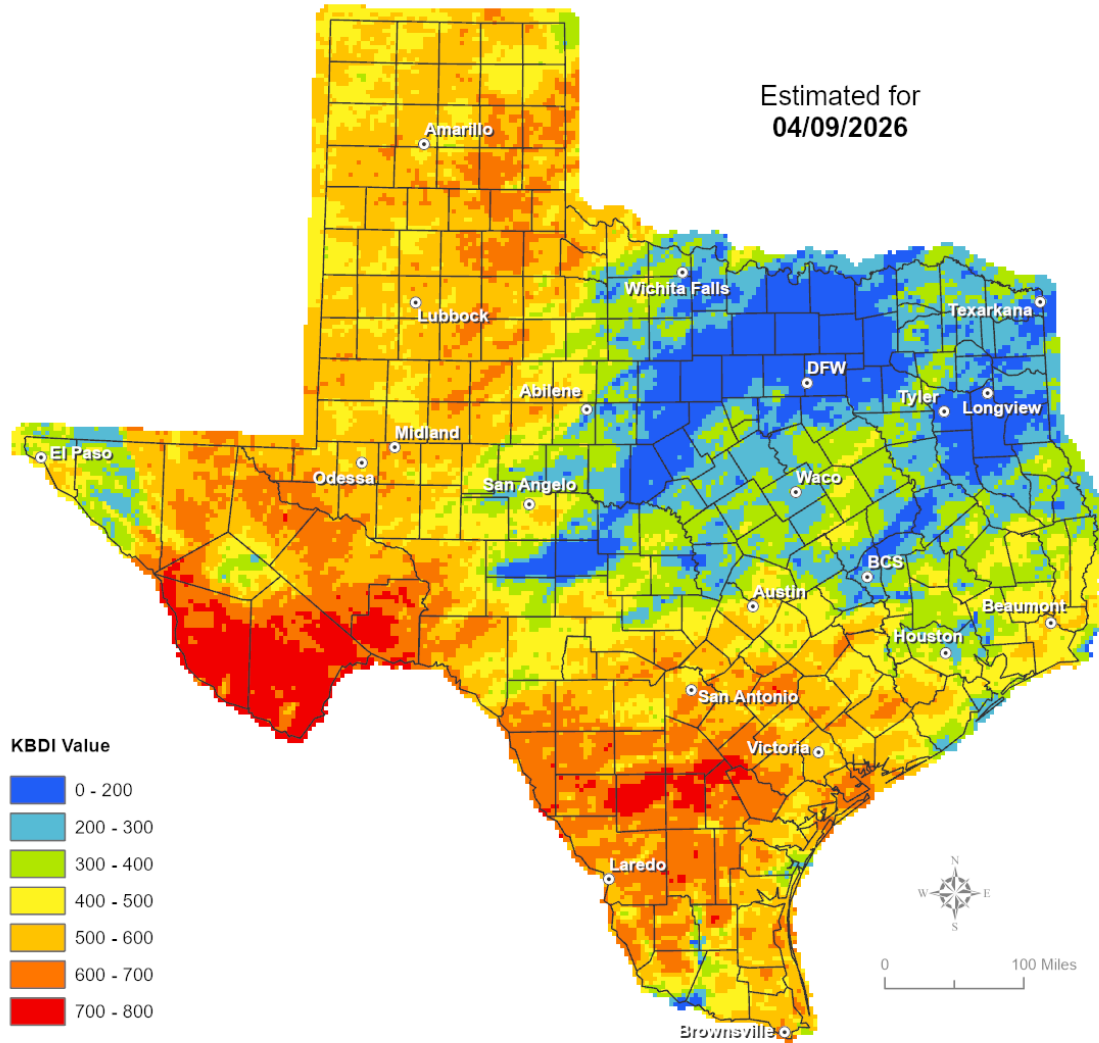 Estimated for
04/09/2026
Amarillo
Wichita Falls
Lubbock
Texarkana
DFW
Abilene
Tyler
Longview
Midland
El Paso
Odessa
San Angelo
Waco
BCS
Austin
Beaumont
Houston
San Antonio
Victoria
Laredo
Brownsville
KBDI Value
0 - 200
200 - 300
300 - 400
400 - 500
500 - 600
600 - 700
700 - 800
N
W E
S
0 100 Miles